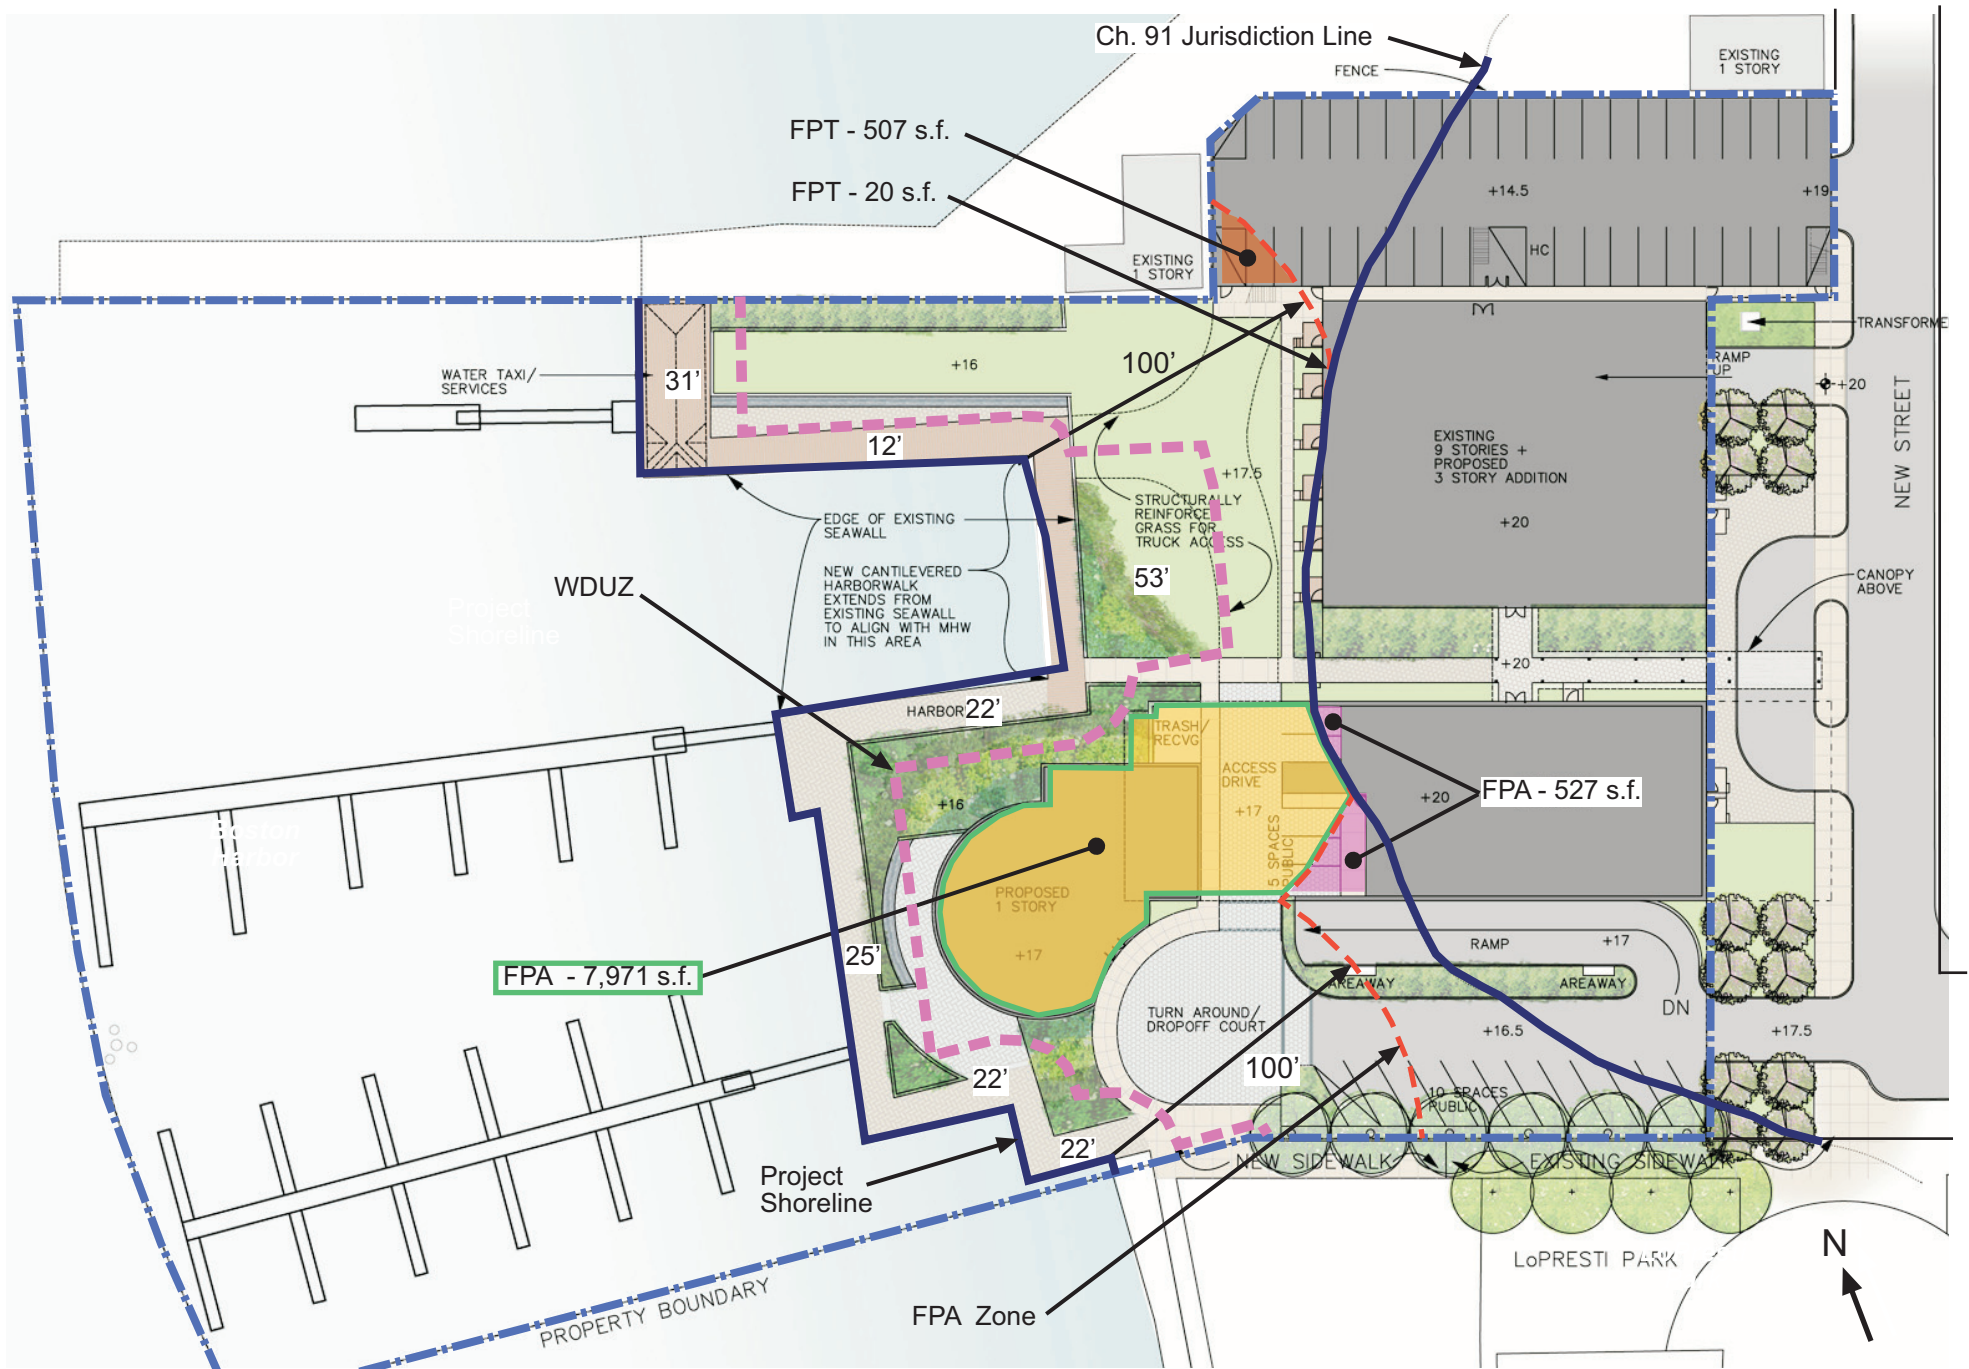 Ch. 91 Jurisdiction Line
FENCE
EXISTING
1 STORY
FPT - 507 s.f.
FPT - 20 s.f.
+14.5
+19
HC
EXISTING
1 STORY
TRANSFORME
RAMP
UP
+20
NEW STREET
WATER TAXI/
SERVICES
31'
+16
100'
12'
+17.5
EXISTING
9 STORIES +
PROPOSED
3 STORY ADDITION
+20
STRUCTURALLY
REINFORCE
GRASS FOR
TRUCK ACCESS
53'
EDGE OF EXISTING
SEAWALL
NEW CANTILEVERED
HARBORWALK
EXTENDS FROM
EXISTING SEAWALL
TO ALIGN WITH MHW
IN THIS AREA
WDUZ
Project
Shoreline
CANOPY
ABOVE
+20
HARBOR
22'
TRASH/
RECVG
ACCESS
DRIVE
+17
5 SPACES
PUBLIC
+20
FPA - 527 s.f.
+16
Boston
Harbor
PROPOSED
1 STORY
+17
25'
FPA - 7,971 s.f.
RAMP
+17
AREAWAY
AREAWAY
DN
TURN AROUND/
DROPOFF COURT
+16.5
+17.5
100'
22'
10 SPACES
PUBLIC
22'
Project
Shoreline
NEW SIDEWALK
EXISTING SIDEWALK
LoPRESTI PARK
N
FPA Zone
PROPERTY BOUNDARY